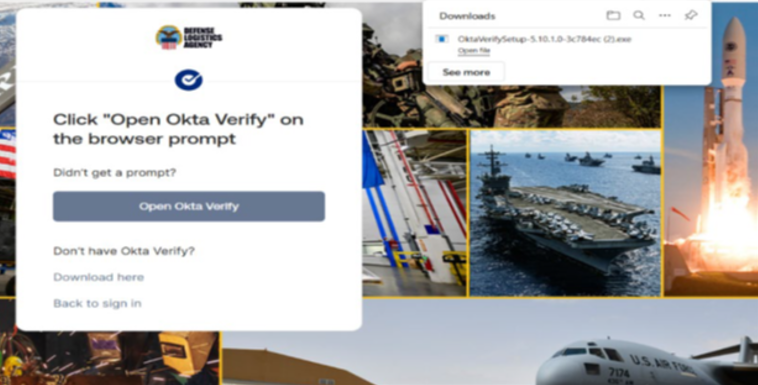 DEFENSE
LOGISTICS
AGENCY
Click "Open Okta Verify" on
the browser prompt
Didn't get a prompt?
Open Okta Verify
Don't have Okta Verify?
Download here
Back to sign in
Downloads
OktaVerifySetup-5.10.1.0-3c784ec (2).exe
Open file
See more
U.S. AIR FORCE
7174